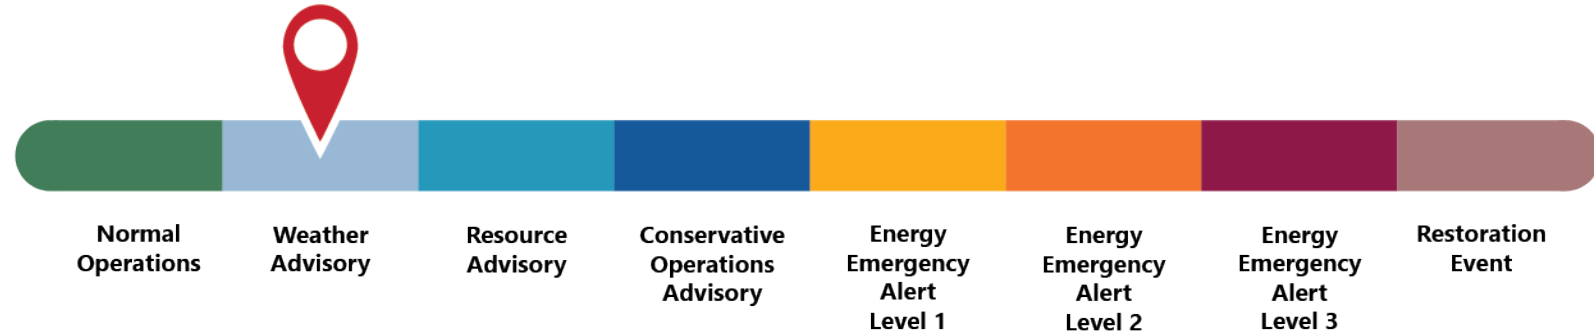 Normal
Operations
Weather
Advisory
Resource
Advisory
Conservative
Operations
Advisory
Energy
Emergency
Alert
Level 1
Energy
Emergency
Alert
Level 2
Energy
Emergency
Alert
Level 3
Restoration
Event